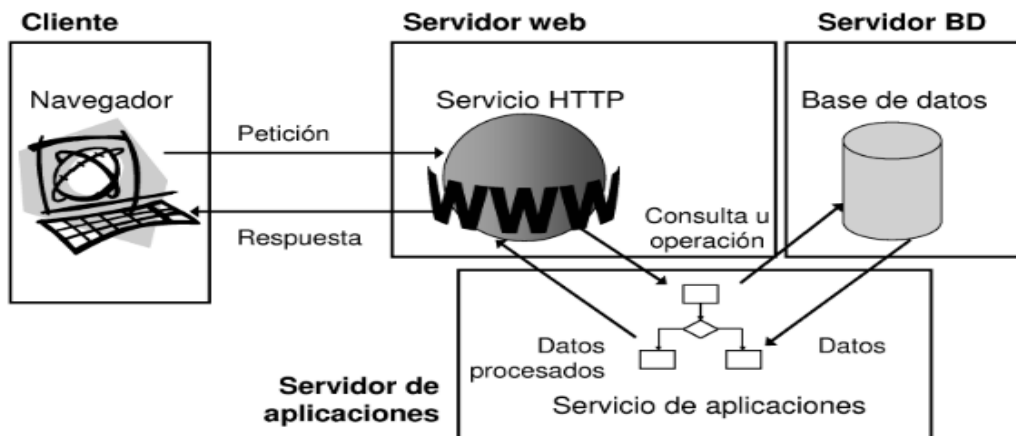 Cliente
Servidor web
Servidor BD
Navegador
Servicio HTTP
Base de datos
Petición
WWW
Respuesta
Consulta u
operación
Datos
procesados
Datos
Servidor de
aplicaciones
Servicio de aplicaciones